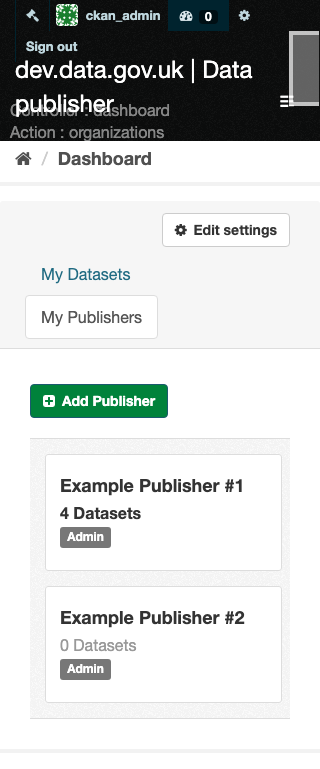 ckan_admin 0
Sign out
dev.data.gov.uk | Data
publisher
Controller : dashboard
Action : organizations
/ Dashboard
Edit settings
My Datasets
My Publishers
Add Publisher
Example Publisher #1
4 Datasets
Admin
Example Publisher #2
0 Datasets
Admin